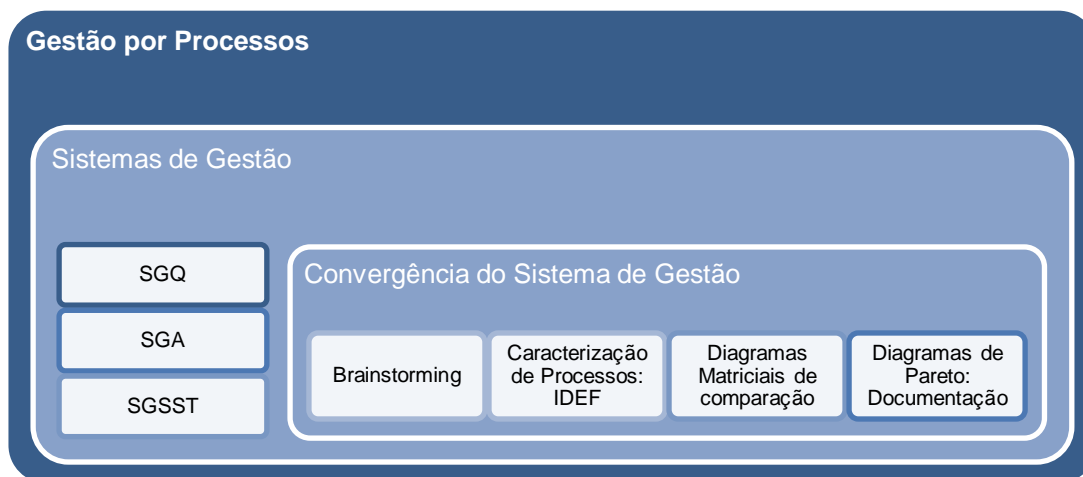 Gestão por Processos
Sistemas de Gestão
SGQ
SGA
SGSST
Convergência do Sistema de Gestão
Brainstorming
Caracterização
de Processos:
IDEF
Diagramas
Matriciais de
comparação
Diagramas de
Pareto:
Documentação